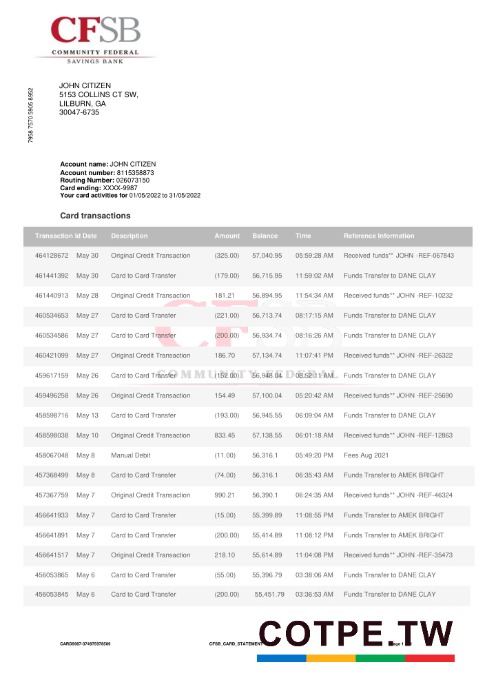 CFSB
COMMUNITY FEDERAL
SAVINGS BANK
JOHN CITIZEN
5153 COLLINS CT SW,
LILBURN, GA
30047-6735
7958 7570 5905 8952
Account name: JOHN CITIZEN
Account number: 8115358873
Routing Number: 026073150
Card ending: XXXX-9987
Your card activities for 01/05/2022 to 31/05/2022
Card transactions
Transaction Id Date Description Amount Balance Time Reference Information
464128672 May 30 Original Credit Transaction (325.00) 57,040.95 05:59:28 AM Received funds** JOHN -REF-067843
461441392 May 30 Card to Card Transfer (179.00) 56,715.95 11:59:02 AM Funds Transfer to DANE CLAY
461440913 May 28 Original Credit Transaction 181.21 56,894.95 11:54:34 AM Received funds** JOHN -REF-10232
460534653 May 27 Card to Card Transfer (221.00) 56,713.74 08:17:15 AM Funds Transfer to DANE CLAY
460534586 May 27 Card to Card Transfer (200.00) 56,934.74 08:16:26 AM Funds Transfer to DANE CLAY
460421099 May 27 Original Credit Transaction 186.70 57,134.74 11:07:41 PM Received funds** JOHN -REF-26322
459617159 May 26 Card to Card Transfer (152.00) 56,948.04 08:52:11 AM Funds Transfer to DANE CLAY
459496258 May 26 Original Credit Transaction 154.49 57,100.04 05:20:42 AM Received funds** JOHN -REF-25690
458598716 May 13 Card to Card Transfer (193.00) 56,945.55 06:09:04 AM Funds Transfer to DANE CLAY
458598038 May 10 Original Credit Transaction 833.45 57,138.55 06:01:18 AM Received funds** JOHN -REF-12863
458067048 May 8 Manual Debit (11.00) 56,316.1 05:49:20 PM Fees Aug 2021
457368499 May 8 Card to Card Transfer (74.00) 56,316.1 06:35:43 AM Funds Transfer to AMEK BRIGHT
457367759 May 7 Original Credit Transaction 990.21 56,390.1 06:24:35 AM Received funds** JOHN -REF-46324
456641933 May 7 Card to Card Transfer (15.00) 55,399.89 11:08:55 PM Funds Transfer to AMEK BRIGHT
456641891 May 7 Card to Card Transfer (200.00) 55,414.89 11:08:12 PM Funds Transfer to AMEK BRIGHT
456641517 May 7 Original Credit Transaction 218.10 55,614.89 11:04:08 PM Received funds** JOHN -REF-35473
456053865 May 6 Card to Card Transfer (55.00) 55,396.79 03:38:06 AM Funds Transfer to DANE CLAY
456053845 May 6 Card to Card Transfer (200.00) 55,451.79 03:36:53 AM Funds Transfer to DANE CLAY
CFSB_CARD_STATEMENT
COTPE.TW